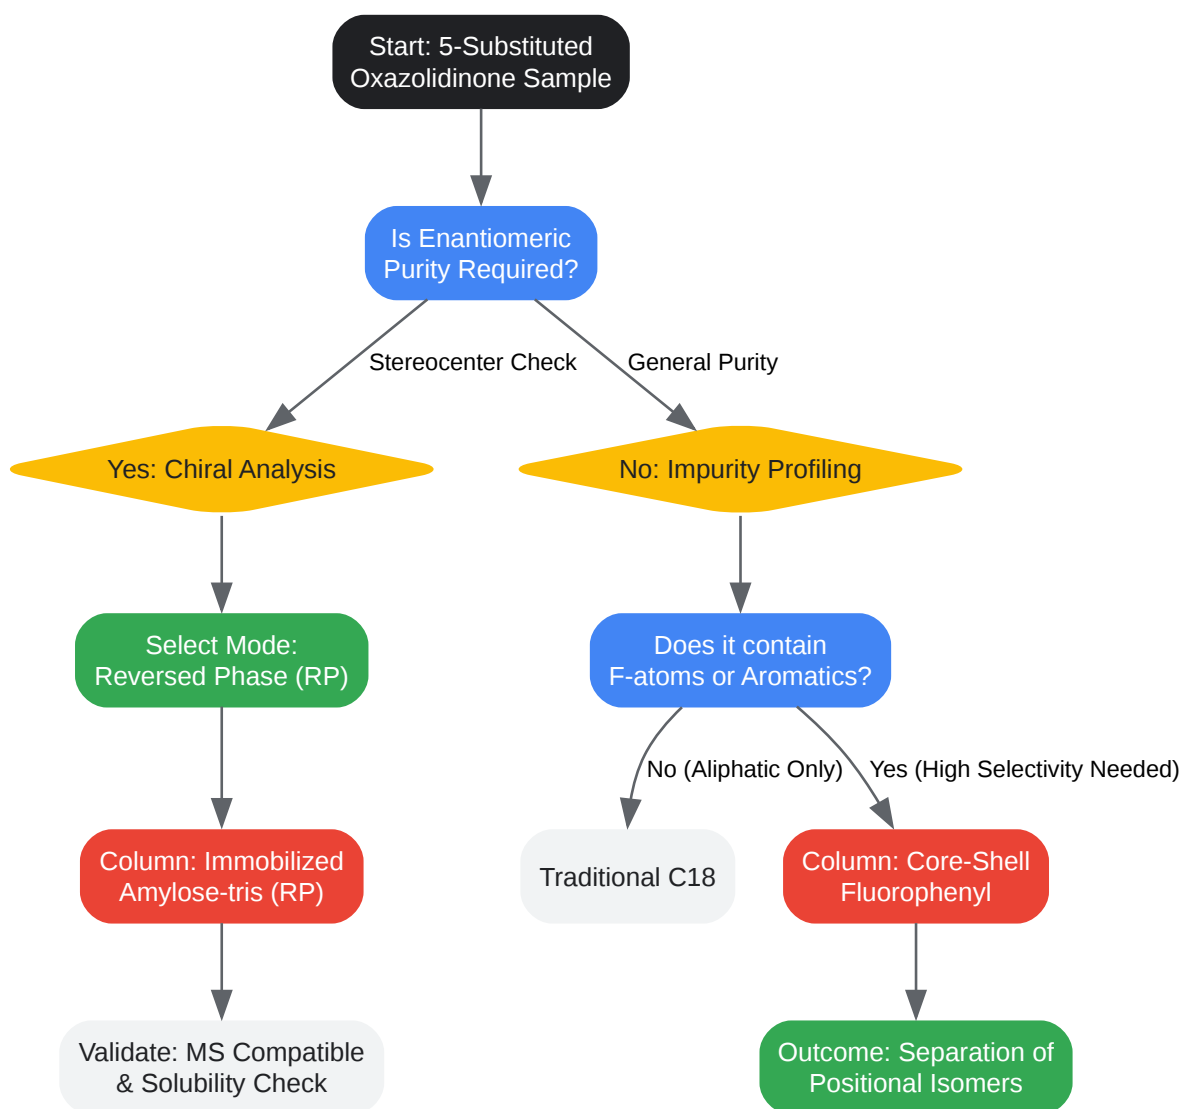 Start: 5-Substituted
Oxazolidinone Sample
Is Enantiomeric
Purity Required?
Stereocenter Check
General Purity
Yes: Chiral Analysis
No: Impurity Profiling
Select Mode:
Reversed Phase (RP)
Does it contain
F-atoms or Aromatics?
No (Aliphatic Only)
Yes (High Selectivity Needed)
Column: Immobilized
Amylose-tris (RP)
Traditional C18
Column: Core-Shell
Fluorophenyl
Validate: MS Compatible
& Solubility Check
Outcome: Separation of
Positional Isomers